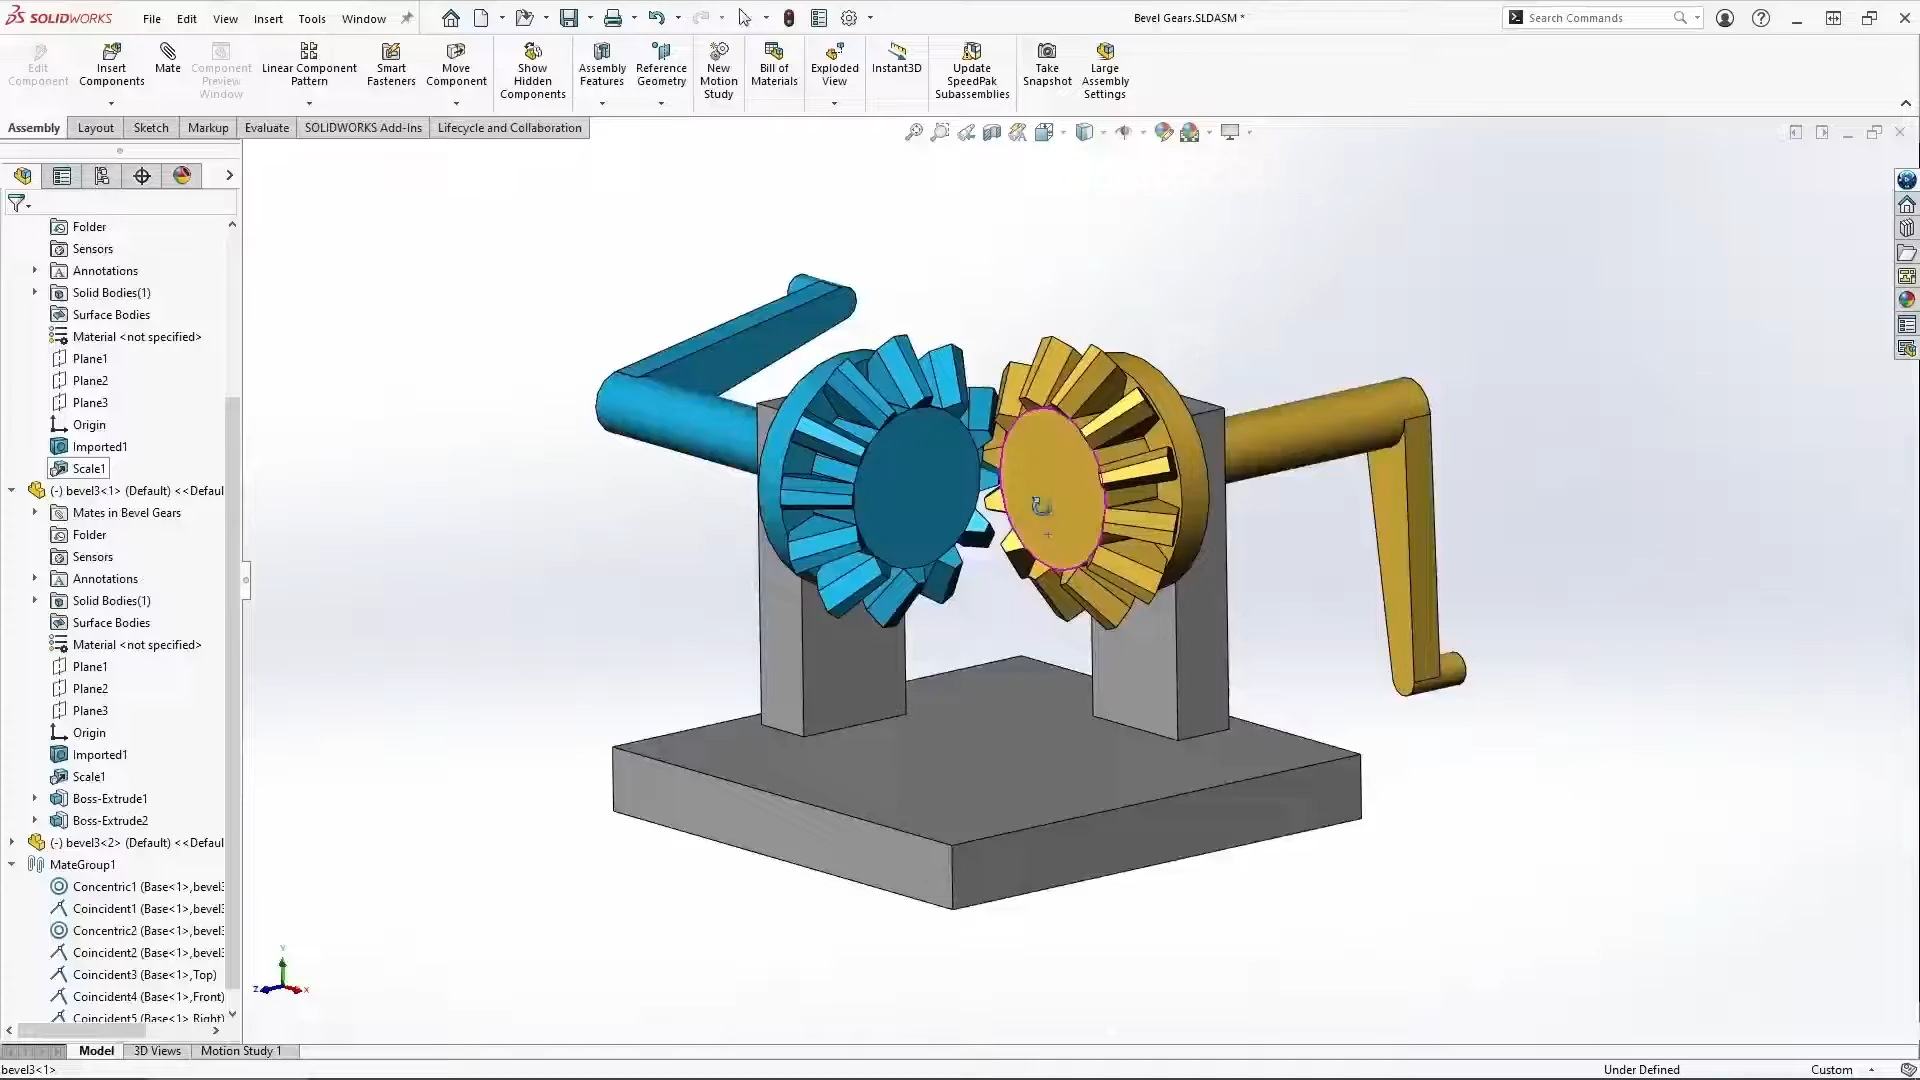 SOLIDWORKS
File Edit View Insert Tools Window
Bevel Gears.SLDASM *
Search Commands
Edit Component
Insert Components
Mate
Component Preview Window
Linear Component Pattern
Smart Fasteners
Move Component
Show Hidden Components
Assembly Features
Reference Geometry
New Motion Study
Bill of Materials
Exploded View
Instant3D
Update SpeedPak Subassemblies
Take Snapshot
Large Assembly Settings
Assembly Layout Sketch Markup Evaluate SOLIDWORKS Add-Ins Lifecycle and Collaboration
Folder
Sensors
Annotations
Solid Bodies(1)
Surface Bodies
Material <not specified>
Plane1
Plane2
Plane3
Origin
Imported1
Scale1
(-) bevel3<1> (Default) <<Defaul
Mates in Bevel Gears
Folder
Sensors
Annotations
Solid Bodies(1)
Surface Bodies
Material <not specified>
Plane1
Plane2
Plane3
Origin
Imported1
Scale1
Boss-Extrude1
Boss-Extrude2
(-) bevel3<2> (Default) <<Defaul
MateGroup1
Concentric1 (Base<1>,bevel3
Coincident1 (Base<1>,bevel3
Concentric2 (Base<1>,bevel3
Coincident2 (Base<1>,bevel3
Coincident3 (Base<1>,Top)
Coincident4 (Base<1>,Front)
Coincident5 (Base<1>,Right)
Y
Z
X
Model 3D Views Motion Study 1
bevel3<1>
Under Defined
Custom